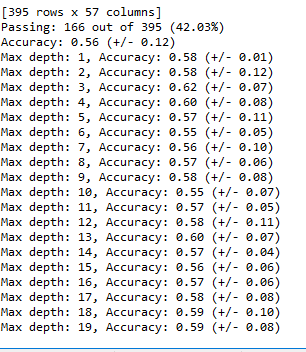 [395 rows x 57 columns]
Passing: 166 out of 395 (42.03%)
Accuracy: 0.56 (+/- 0.12)
Max depth: 1, Accuracy: 0.58 (+/- 0.01)
Max depth: 2, Accuracy: 0.58 (+/- 0.12)
Max depth: 3, Accuracy: 0.62 (+/- 0.07)
Max depth: 4, Accuracy: 0.60 (+/- 0.08)
Max depth: 5, Accuracy: 0.57 (+/- 0.11)
Max depth: 6, Accuracy: 0.55 (+/- 0.05)
Max depth: 7, Accuracy: 0.56 (+/- 0.10)
Max depth: 8, Accuracy: 0.57 (+/- 0.06)
Max depth: 9, Accuracy: 0.58 (+/- 0.08)
Max depth: 10, Accuracy: 0.55 (+/- 0.07)
Max depth: 11, Accuracy: 0.57 (+/- 0.05)
Max depth: 12, Accuracy: 0.58 (+/- 0.11)
Max depth: 13, Accuracy: 0.60 (+/- 0.07)
Max depth: 14, Accuracy: 0.57 (+/- 0.04)
Max depth: 15, Accuracy: 0.56 (+/- 0.06)
Max depth: 16, Accuracy: 0.57 (+/- 0.06)
Max depth: 17, Accuracy: 0.58 (+/- 0.08)
Max depth: 18, Accuracy: 0.59 (+/- 0.10)
Max depth: 19, Accuracy: 0.59 (+/- 0.08)